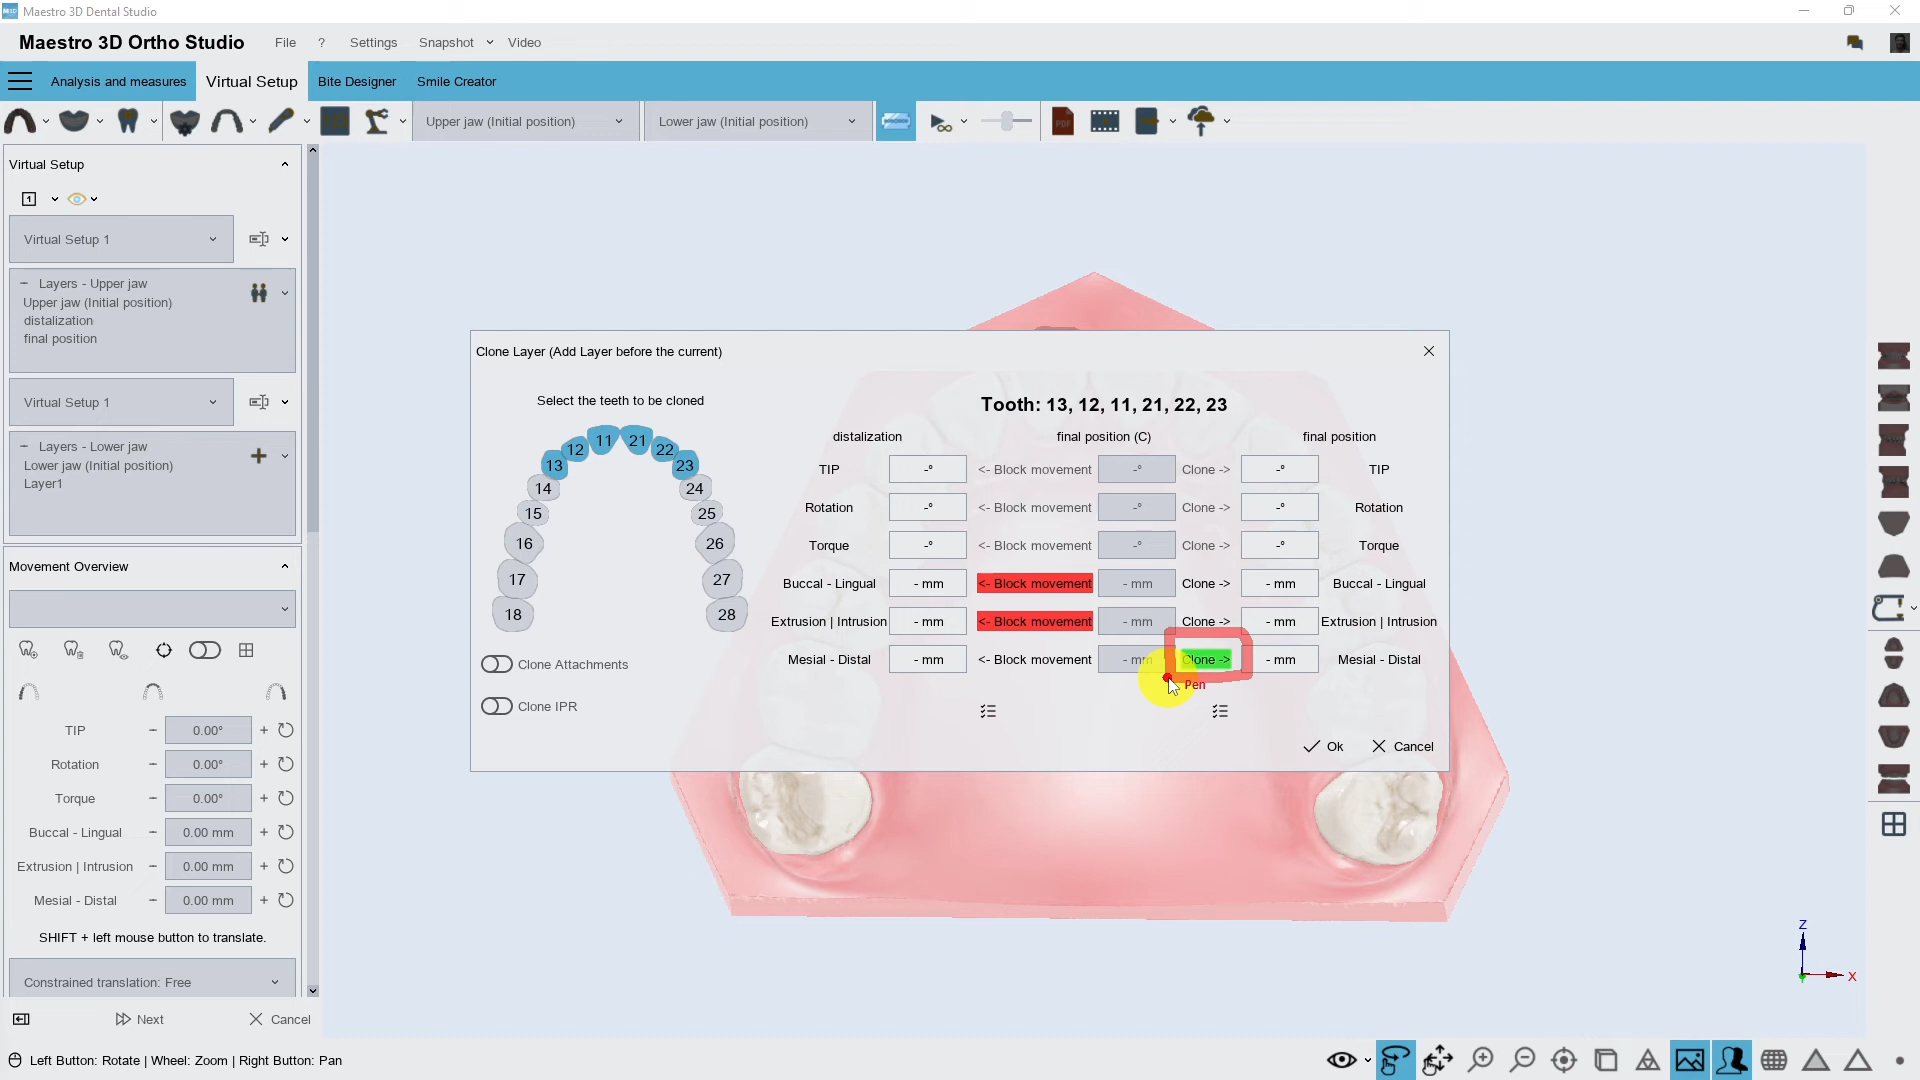 Maestro 3D Dental Studio
Maestro 3D Ortho Studio File ? Settings Snapshot Video
Analysis and measures Virtual Setup Bite Designer Smile Creator
Upper jaw (Initial position) Lower jaw (Initial position) PDF
Virtual Setup
1
Virtual Setup 1
Layers - Upper jaw
Upper jaw (Initial position)
distalization
final position
Virtual Setup 1
Layers - Lower jaw
Lower jaw (Initial position)
Layer1
Movement Overview
TIP - 0.00° +
Rotation - 0.00° +
Torque - 0.00° +
Buccal - Lingual - 0.00 mm +
Extrusion | Intrusion - 0.00 mm +
Mesial - Distal - 0.00 mm +
SHIFT + left mouse button to translate.
Constrained translation: Free
Next Cancel
Left Button: Rotate | Wheel: Zoom | Right Button: Pan
Clone Layer (Add Layer before the current)
Select the teeth to be cloned
11 21
12 22
13 23
14 24
15 25
16 26
17 27
18 28
Clone Attachments
Clone IPR
Tooth: 13, 12, 11, 21, 22, 23
distalization final position (C) final position
TIP -° <- Block movement -° Clone -> -° TIP
Rotation -° <- Block movement -° Clone -> -° Rotation
Torque -° <- Block movement -° Clone -> -° Torque
Buccal - Lingual - mm <- Block movement - mm Clone -> - mm Buccal - Lingual
Extrusion | Intrusion - mm <- Block movement - mm Clone -> - mm Extrusion | Intrusion
Mesial - Distal - mm <- Block movement - mm Clone -> - mm Mesial - Distal
Pen
Ok Cancel
Z
X